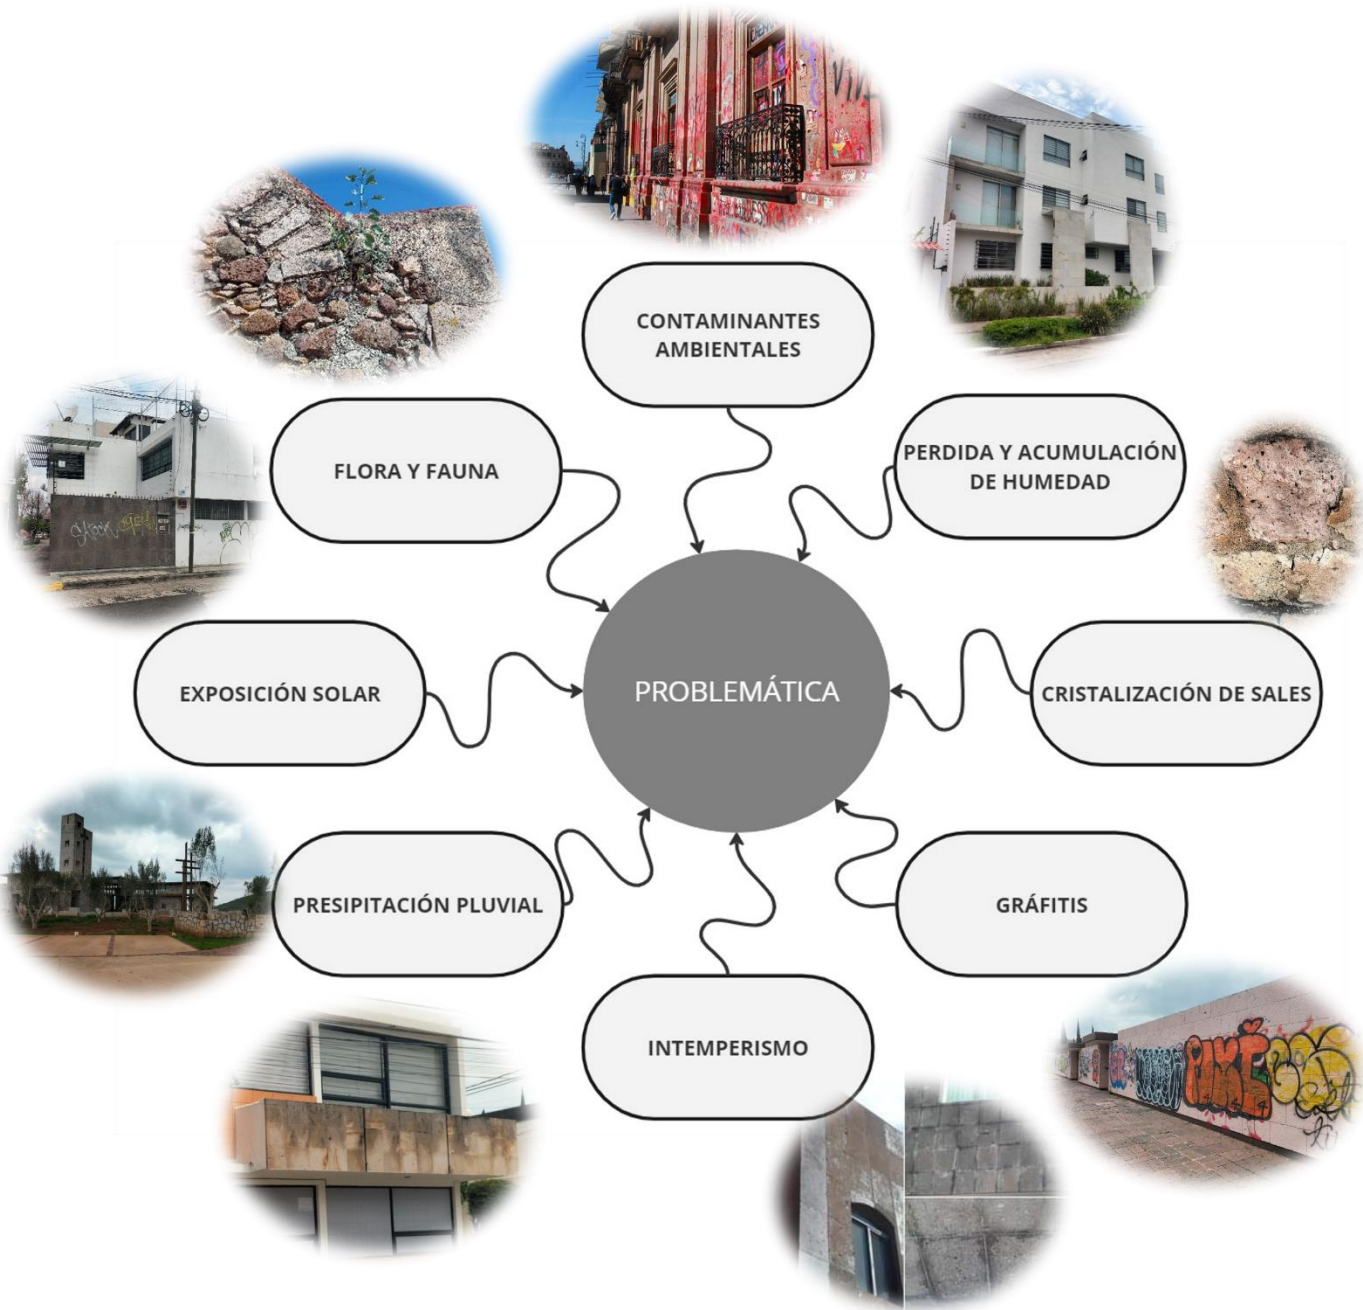 CONTAMINANTES
AMBIENTALES
PERDIDA Y ACUMULACIÓN
DE HUMEDAD
FLORA Y FAUNA
EXPOSICIÓN SOLAR
PROBLEMÁTICA
CRISTALIZACIÓN DE SALES
PRESIPITACIÓN PLUVIAL
GRÁFITIS
INTEMPERISMO